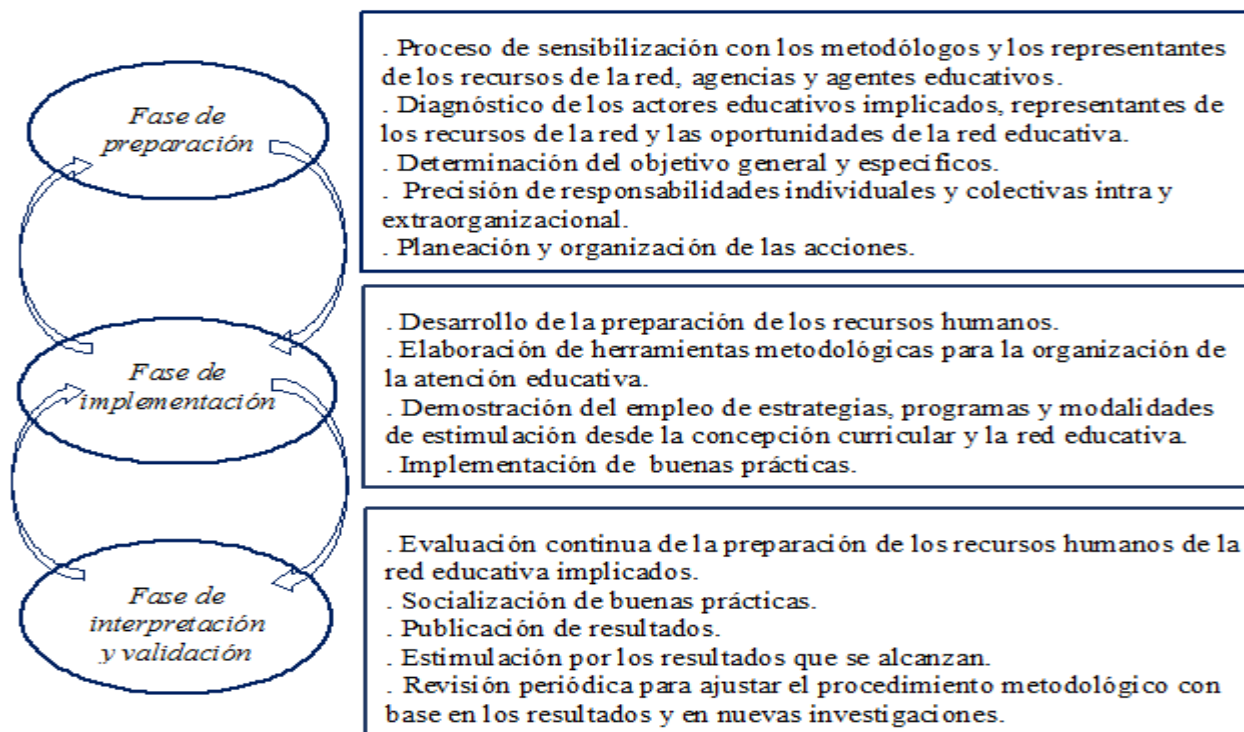 Fase de
preparación
. Proceso de sensibilización con los metodólogos y los representantes
de los recursos de la red, agencias y agentes educativos.
. Diagnóstico de los actores educativos implicados, representantes de
los recursos de la red y las oportunidades de la red educativa.
. Determinación del objetivo general y específicos.
. Precisión de responsabilidades individuales y colectivas intra y
extraorganizacional.
. Planeación y organización de las acciones.
Fase de
implementación
. Desarrollo de la preparación de los recursos humanos.
. Elaboración de herramientas metodológicas para la organización de
la atención educativa.
. Demostración del empleo de estrategias, programas y modalidades
de estimulación desde la concepción curricular y la red educativa.
. Implementación de buenas prácticas.
Fase de
interpretación
y validación
. Evaluación continua de la preparación de los recursos humanos de la
red educativa implicados.
. Socialización de buenas prácticas.
. Publicación de resultados.
. Estimulación por los resultados que se alcanzan.
. Revisión periódica para ajustar el procedimiento metodológico con
base en los resultados y en nuevas investigaciones.